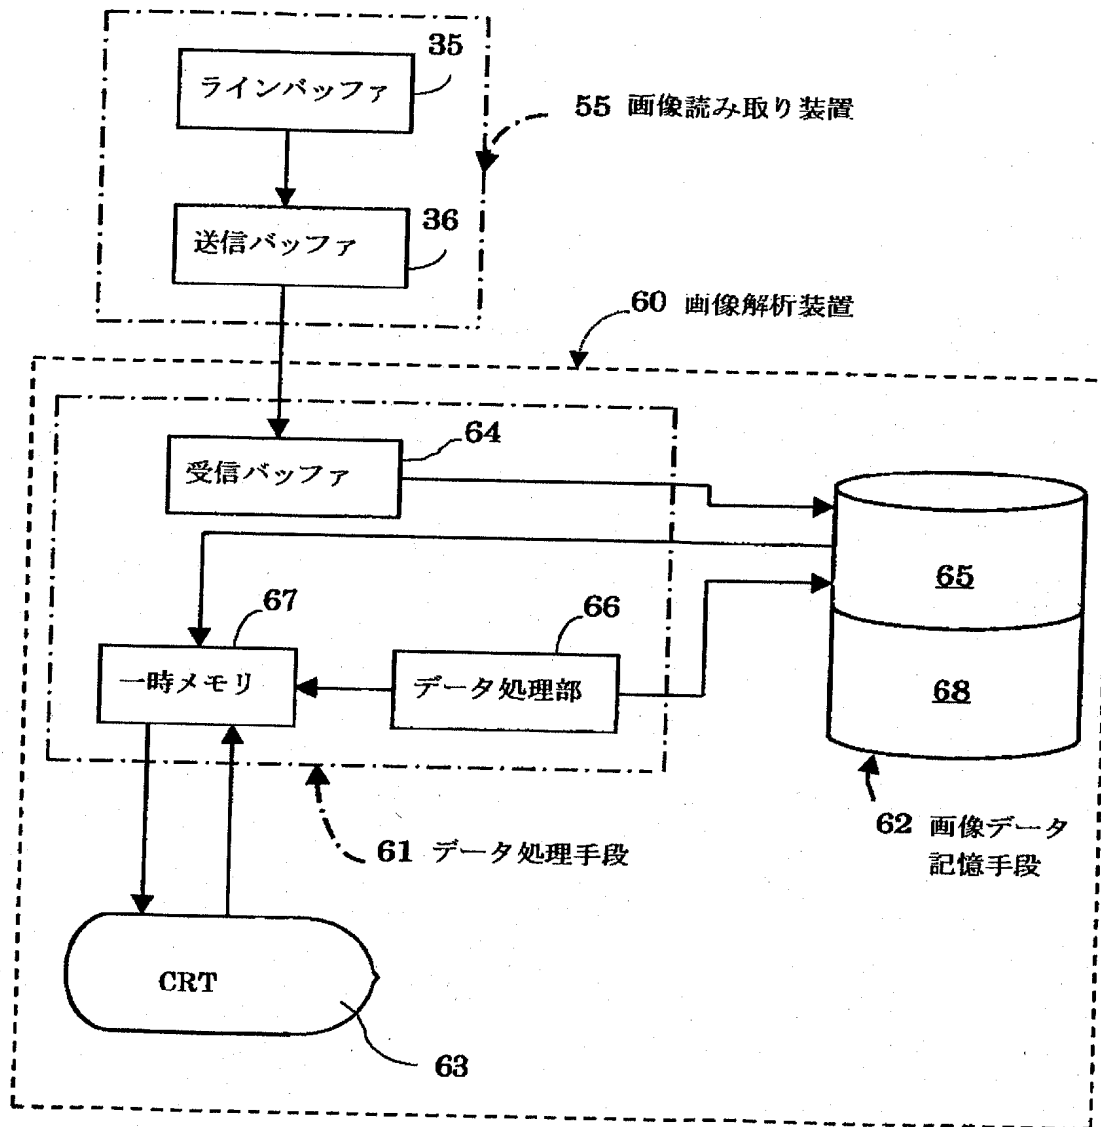 35
ラインバッファ
55 画像読み取り装置
36
送信バッファ
60 画像解析装置
64
受信バッファ
65
67
66
一時メモリ
データ処理部
68
62 画像データ
記憶手段
61 データ処理手段
CRT
63